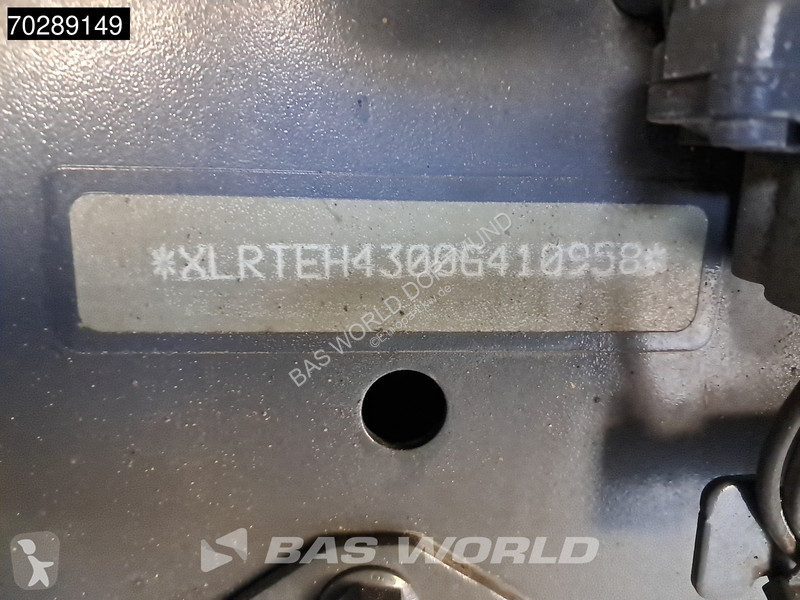 70289149
*XLRTEH4300G410958*
BAS WORLD DORTMUND
BAS WORLD